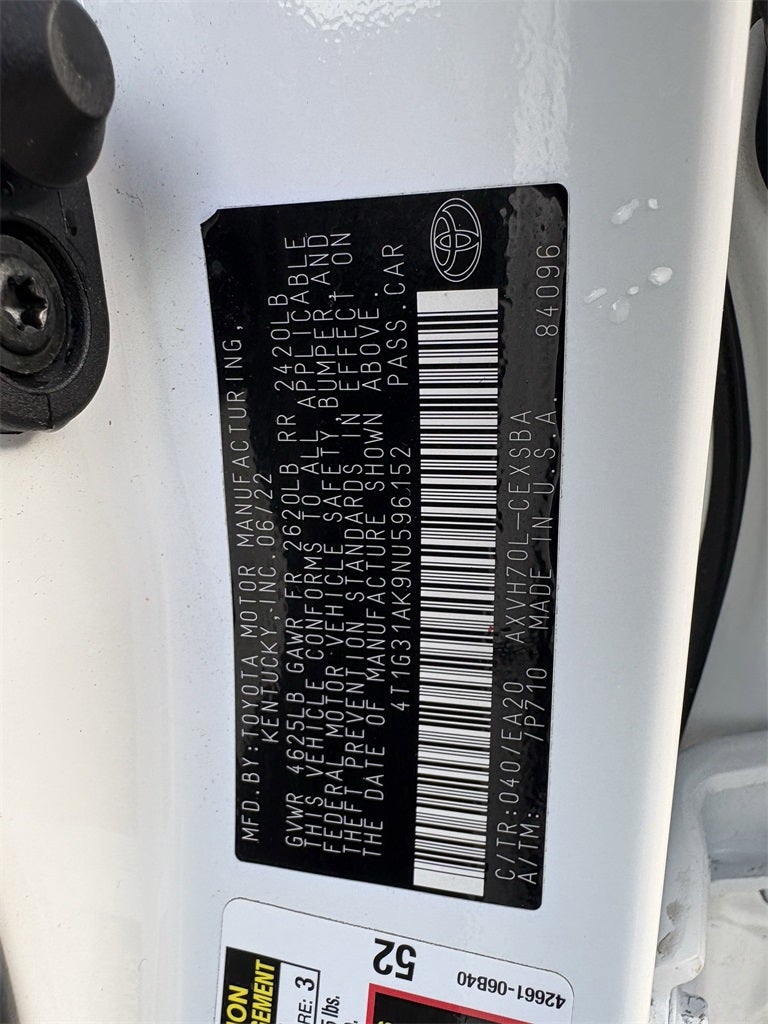 MFD.BY:TOYOTA MOTOR MANUFACTURING,
KENTUCKY,INC 06/22
GVWR 4625LB GAWR FR 2620LB RR 2420LB
THIS VEHICLE CONFORMS TO ALL APPLICABLE
FEDERAL MOTOR VEHICLE SAFETY,BUMPER,AND
THEFT PREVENTION STANDARDS IN EFFECT ON
THE DATE OF MANUFACTURE SHOWN ABOVE.
4T1G31AK9NU596152 PASS.CAR
C/TR:040/EA20 AXVH70L-CEXSBA
A/TM: 7P710 MADE IN U.S.A. 84096
52
42661-06B40